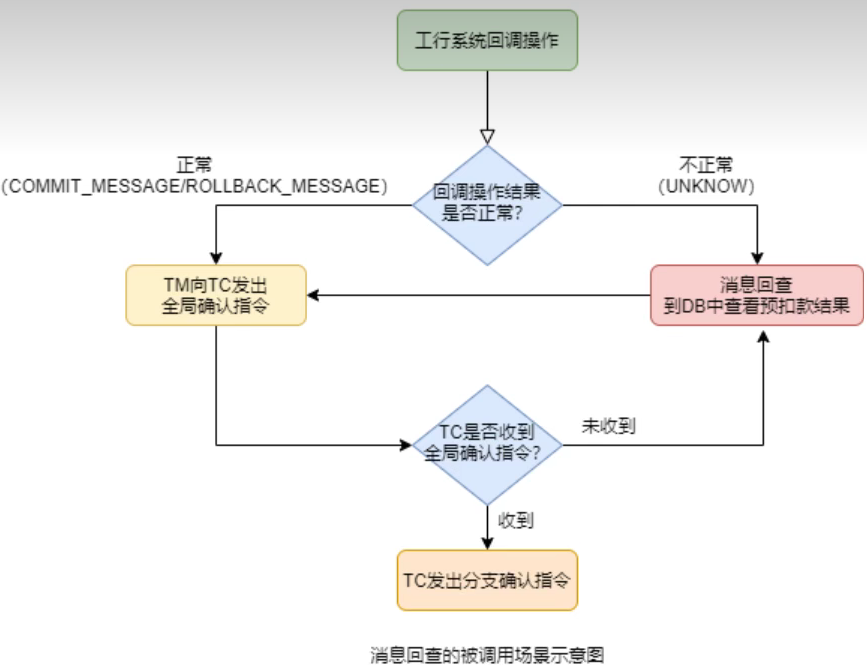 工行系统回调操作
正常
（COMMIT_MESSAGE/ROLLBACK_MESSAGE）
不正常
（UNKNOW）
回调操作结果
是否正常？
TM向TC发出
全局确认指令
消息回查
到DB中查看预扣款结果
TC是否收到
全局确认指令？
未收到
收到
TC发出分支确认指令
消息回查的被调用场景示意图